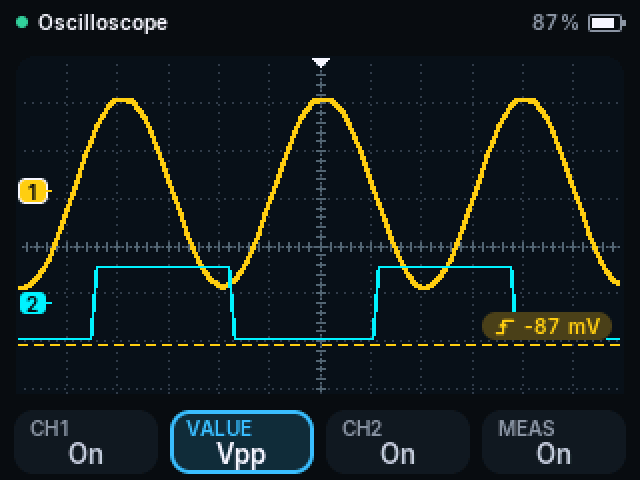 Oscilloscope
87%
1
2
-87 mV
CH1
On
VALUE
Vpp
CH2
On
MEAS
On